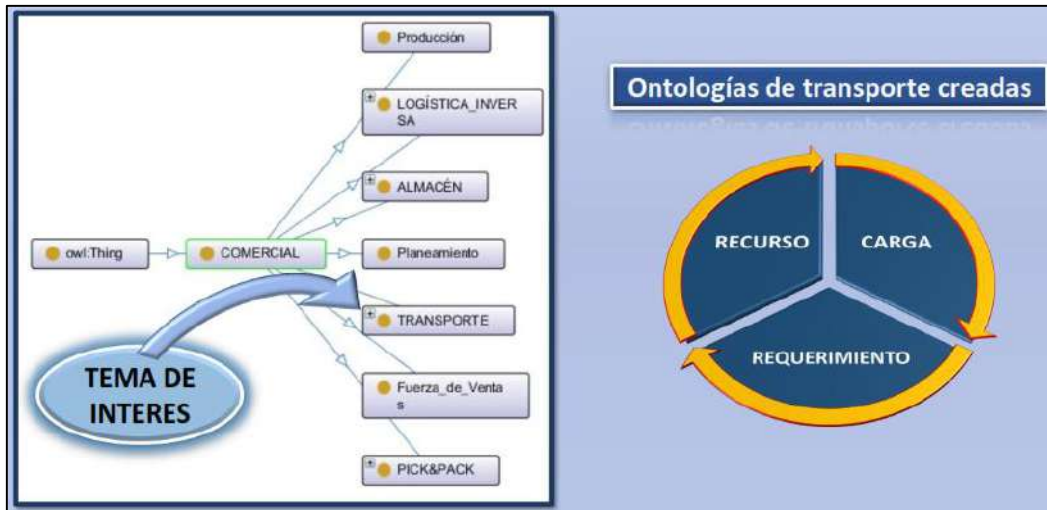 Producción
LOGÍSTICA_INVER
SA
ALMACÉN
owl:Thing
COMERCIAL
Planeamiento
TRANSPORTE
Fuerza_de_Venta
s
PICK&PACK
TEMA DE
INTERES
Ontologías de transporte creadas
RECURSO
CARGA
REQUERIMIENTO